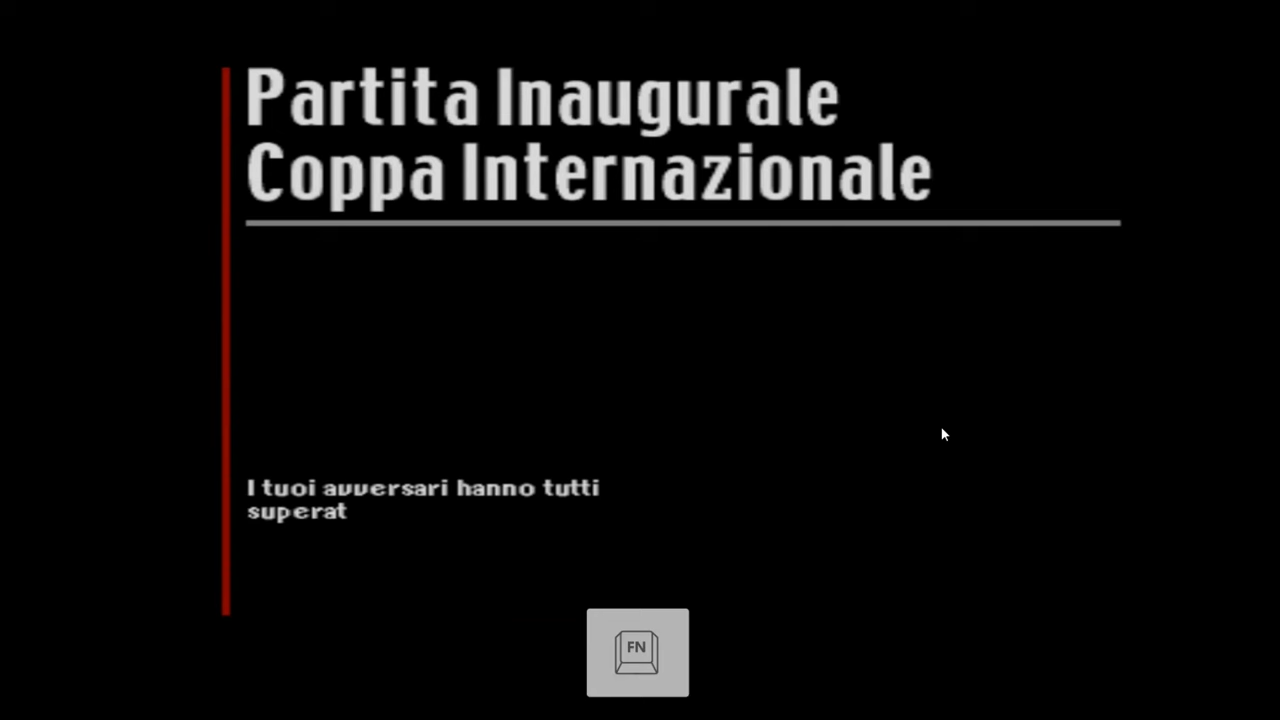 Partita Inaugurale
Coppa Internazionale
I tuoi avversari hanno tutti
superat
FN